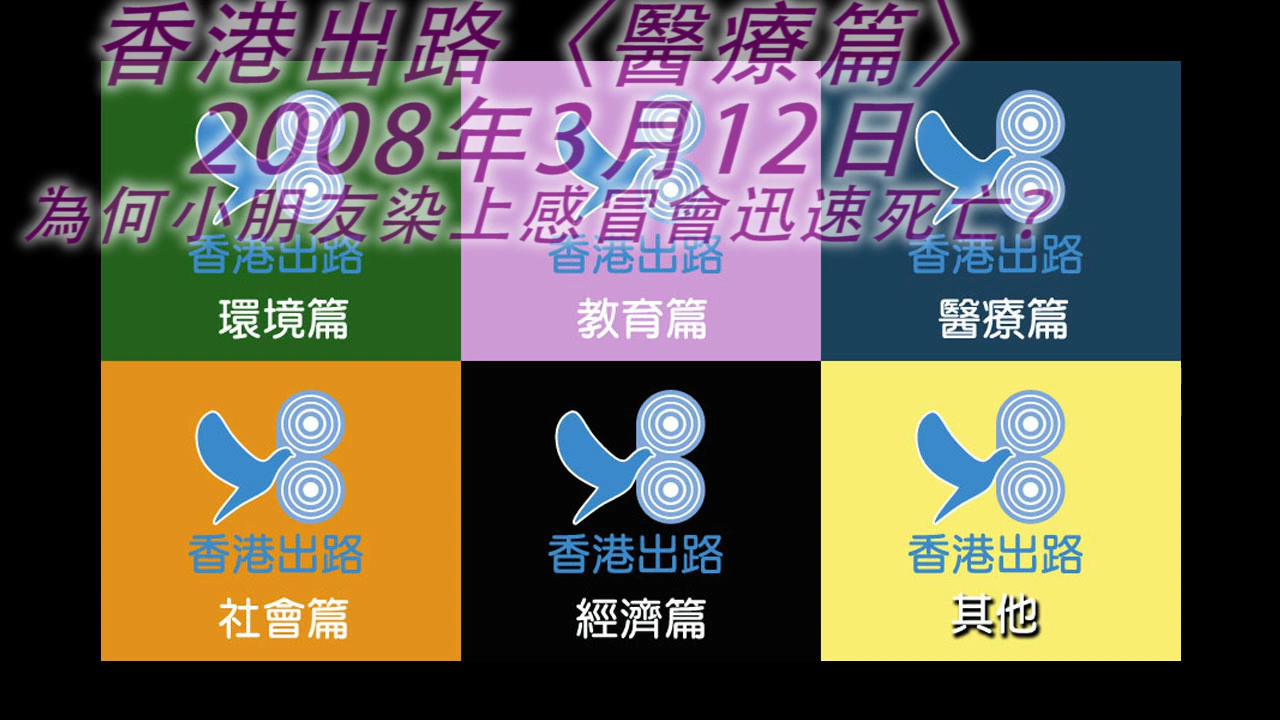 香港出路〈醫療篇〉
2008年3月12日
為何小朋友染上感冒會迅速死亡?
香港出路 香港出路 香港出路
環境篇 教育篇 醫療篇
香港出路 香港出路 香港出路
社會篇 經濟篇 其他